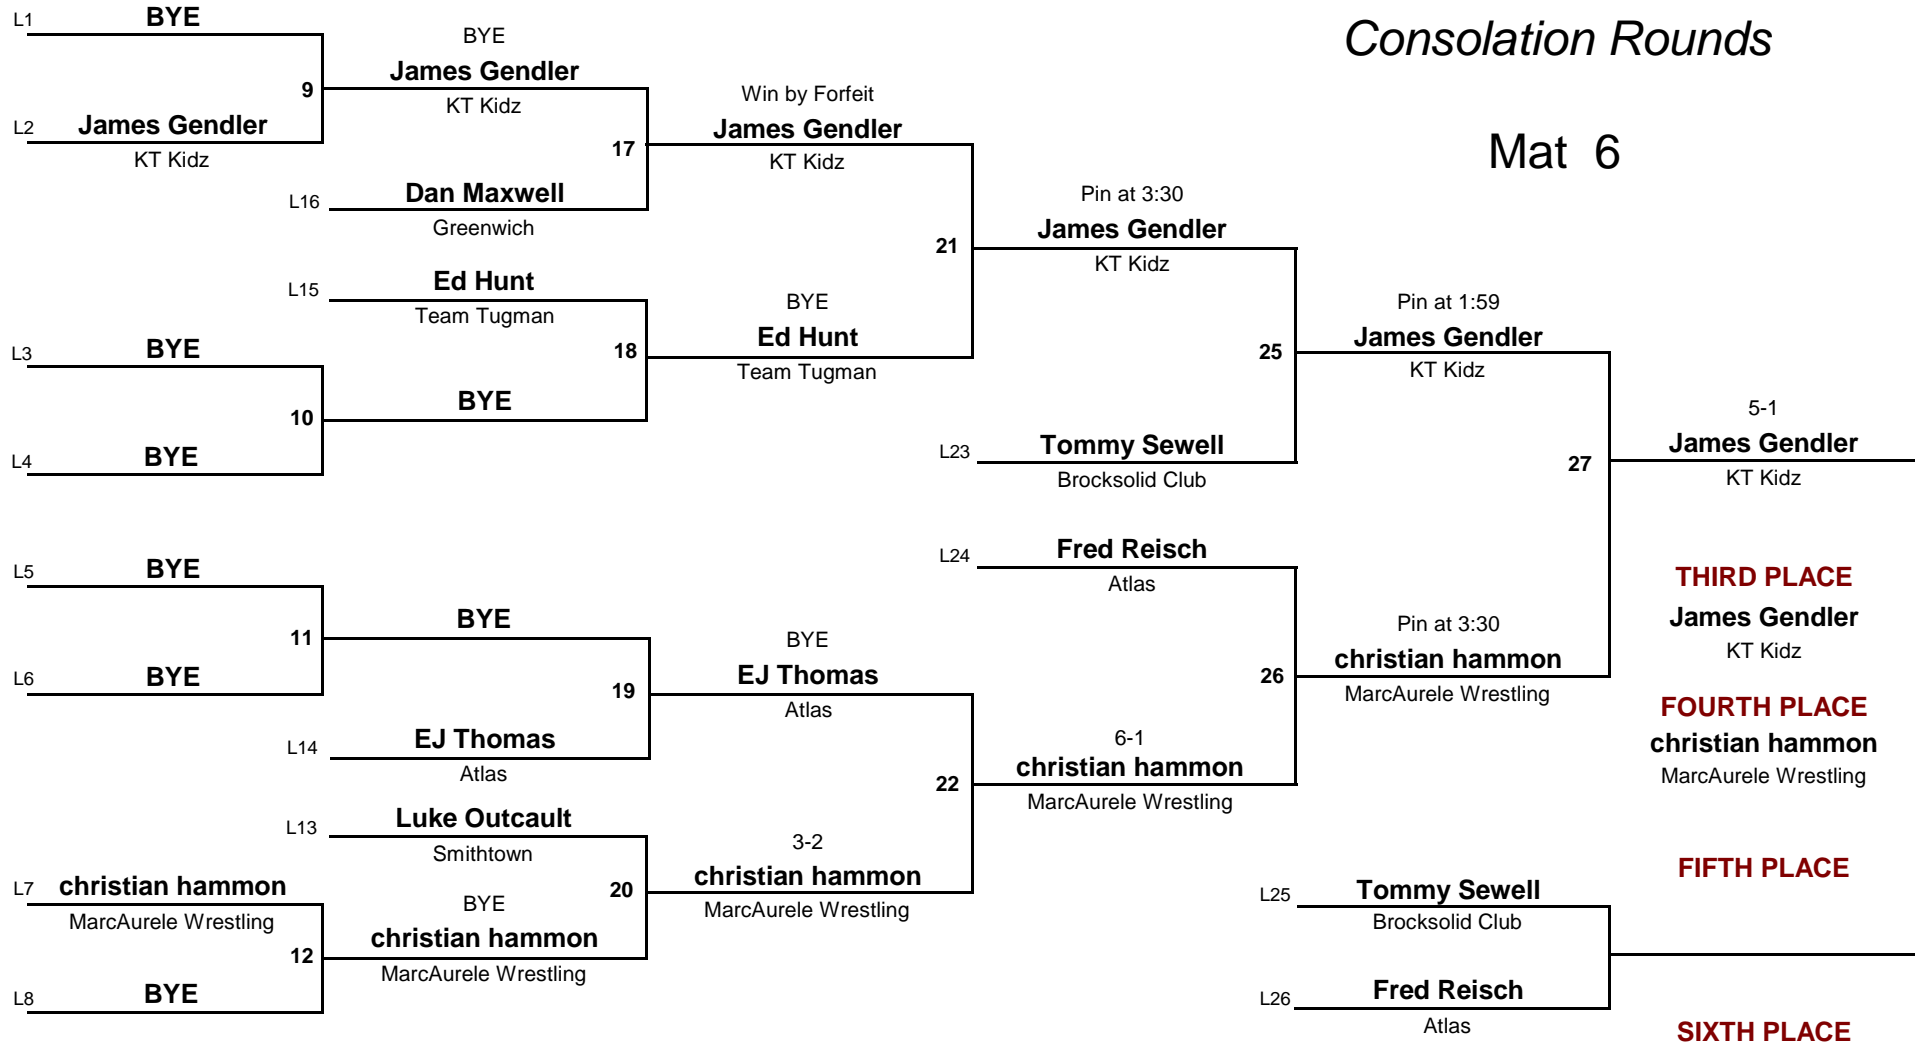 L1 BYE
Consolation Rounds
BYE
James Gendler
9
KT Kidz
Win by Forfeit
L2 James Gendler
James Gendler
KT Kidz
17
KT Kidz
Mat 6
L16 Dan Maxwell
Greenwich
Pin at 3:30
James Gendler
21
KT Kidz
L15 Ed Hunt
Team Tugman
BYE
Ed Hunt
Team Tugman
Pin at 1:59
James Gendler
KT Kidz
L3 BYE
18
25
10
BYE
L4 BYE
5-1
James Gendler
KT Kidz
L23 Tommy Sewell
Brocksolid Club
27
L24 Fred Reisch
Atlas
L5 BYE
THIRD PLACE
James Gendler
KT Kidz
11
BYE
BYE
EJ Thomas
Atlas
Pin at 3:30
christian hammon
MarcAurele Wrestling
L6 BYE
19
26
FOURTH PLACE
christian hammon
MarcAurele Wrestling
L14 EJ Thomas
Atlas
6-1
christian hammon
MarcAurele Wrestling
22
L13 Luke Outcault
Smithtown
3-2
christian hammon
MarcAurele Wrestling
FIFTH PLACE
L7 christian hammon
MarcAurele Wrestling
20
BYE
christian hammon
MarcAurele Wrestling
12
L25 Tommy Sewell
Brocksolid Club
L8 BYE
L26 Fred Reisch
Atlas
SIXTH PLACE